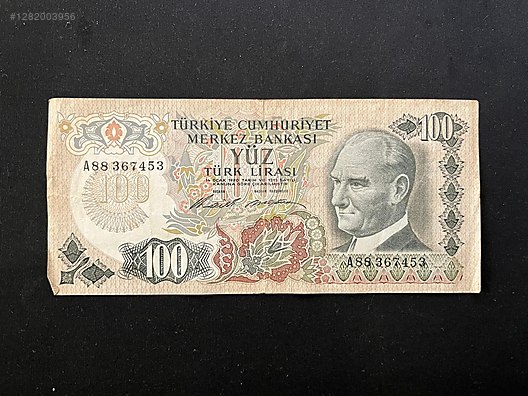 #1282003956
TÜRKİYE CUMHURİYET
MERKEZ BANKASI
YÜZ
TÜRK LİRASI
100
A88 367453
100
100
A88 367453